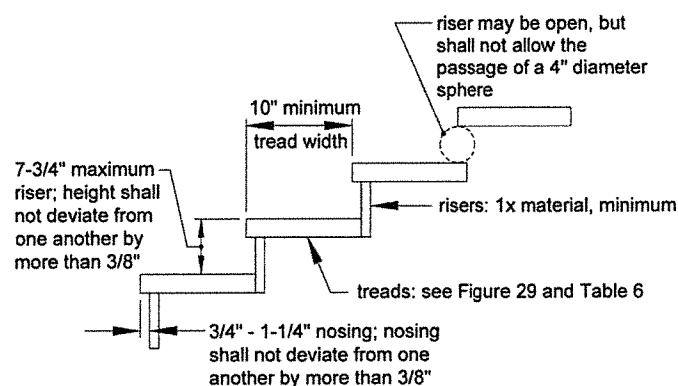 riser may be open, but
shall not allow the
passage of a 4" diameter
sphere
10" minimum
tread width
7-3/4" maximum
riser; height shall
not deviate from
one another by
more than 3/8"
risers: 1x material, minimum
treads: see Figure 29 and Table 6
3/4" - 1-1/4" nosing; nosing
shall not deviate from one
another by more than 3/8"